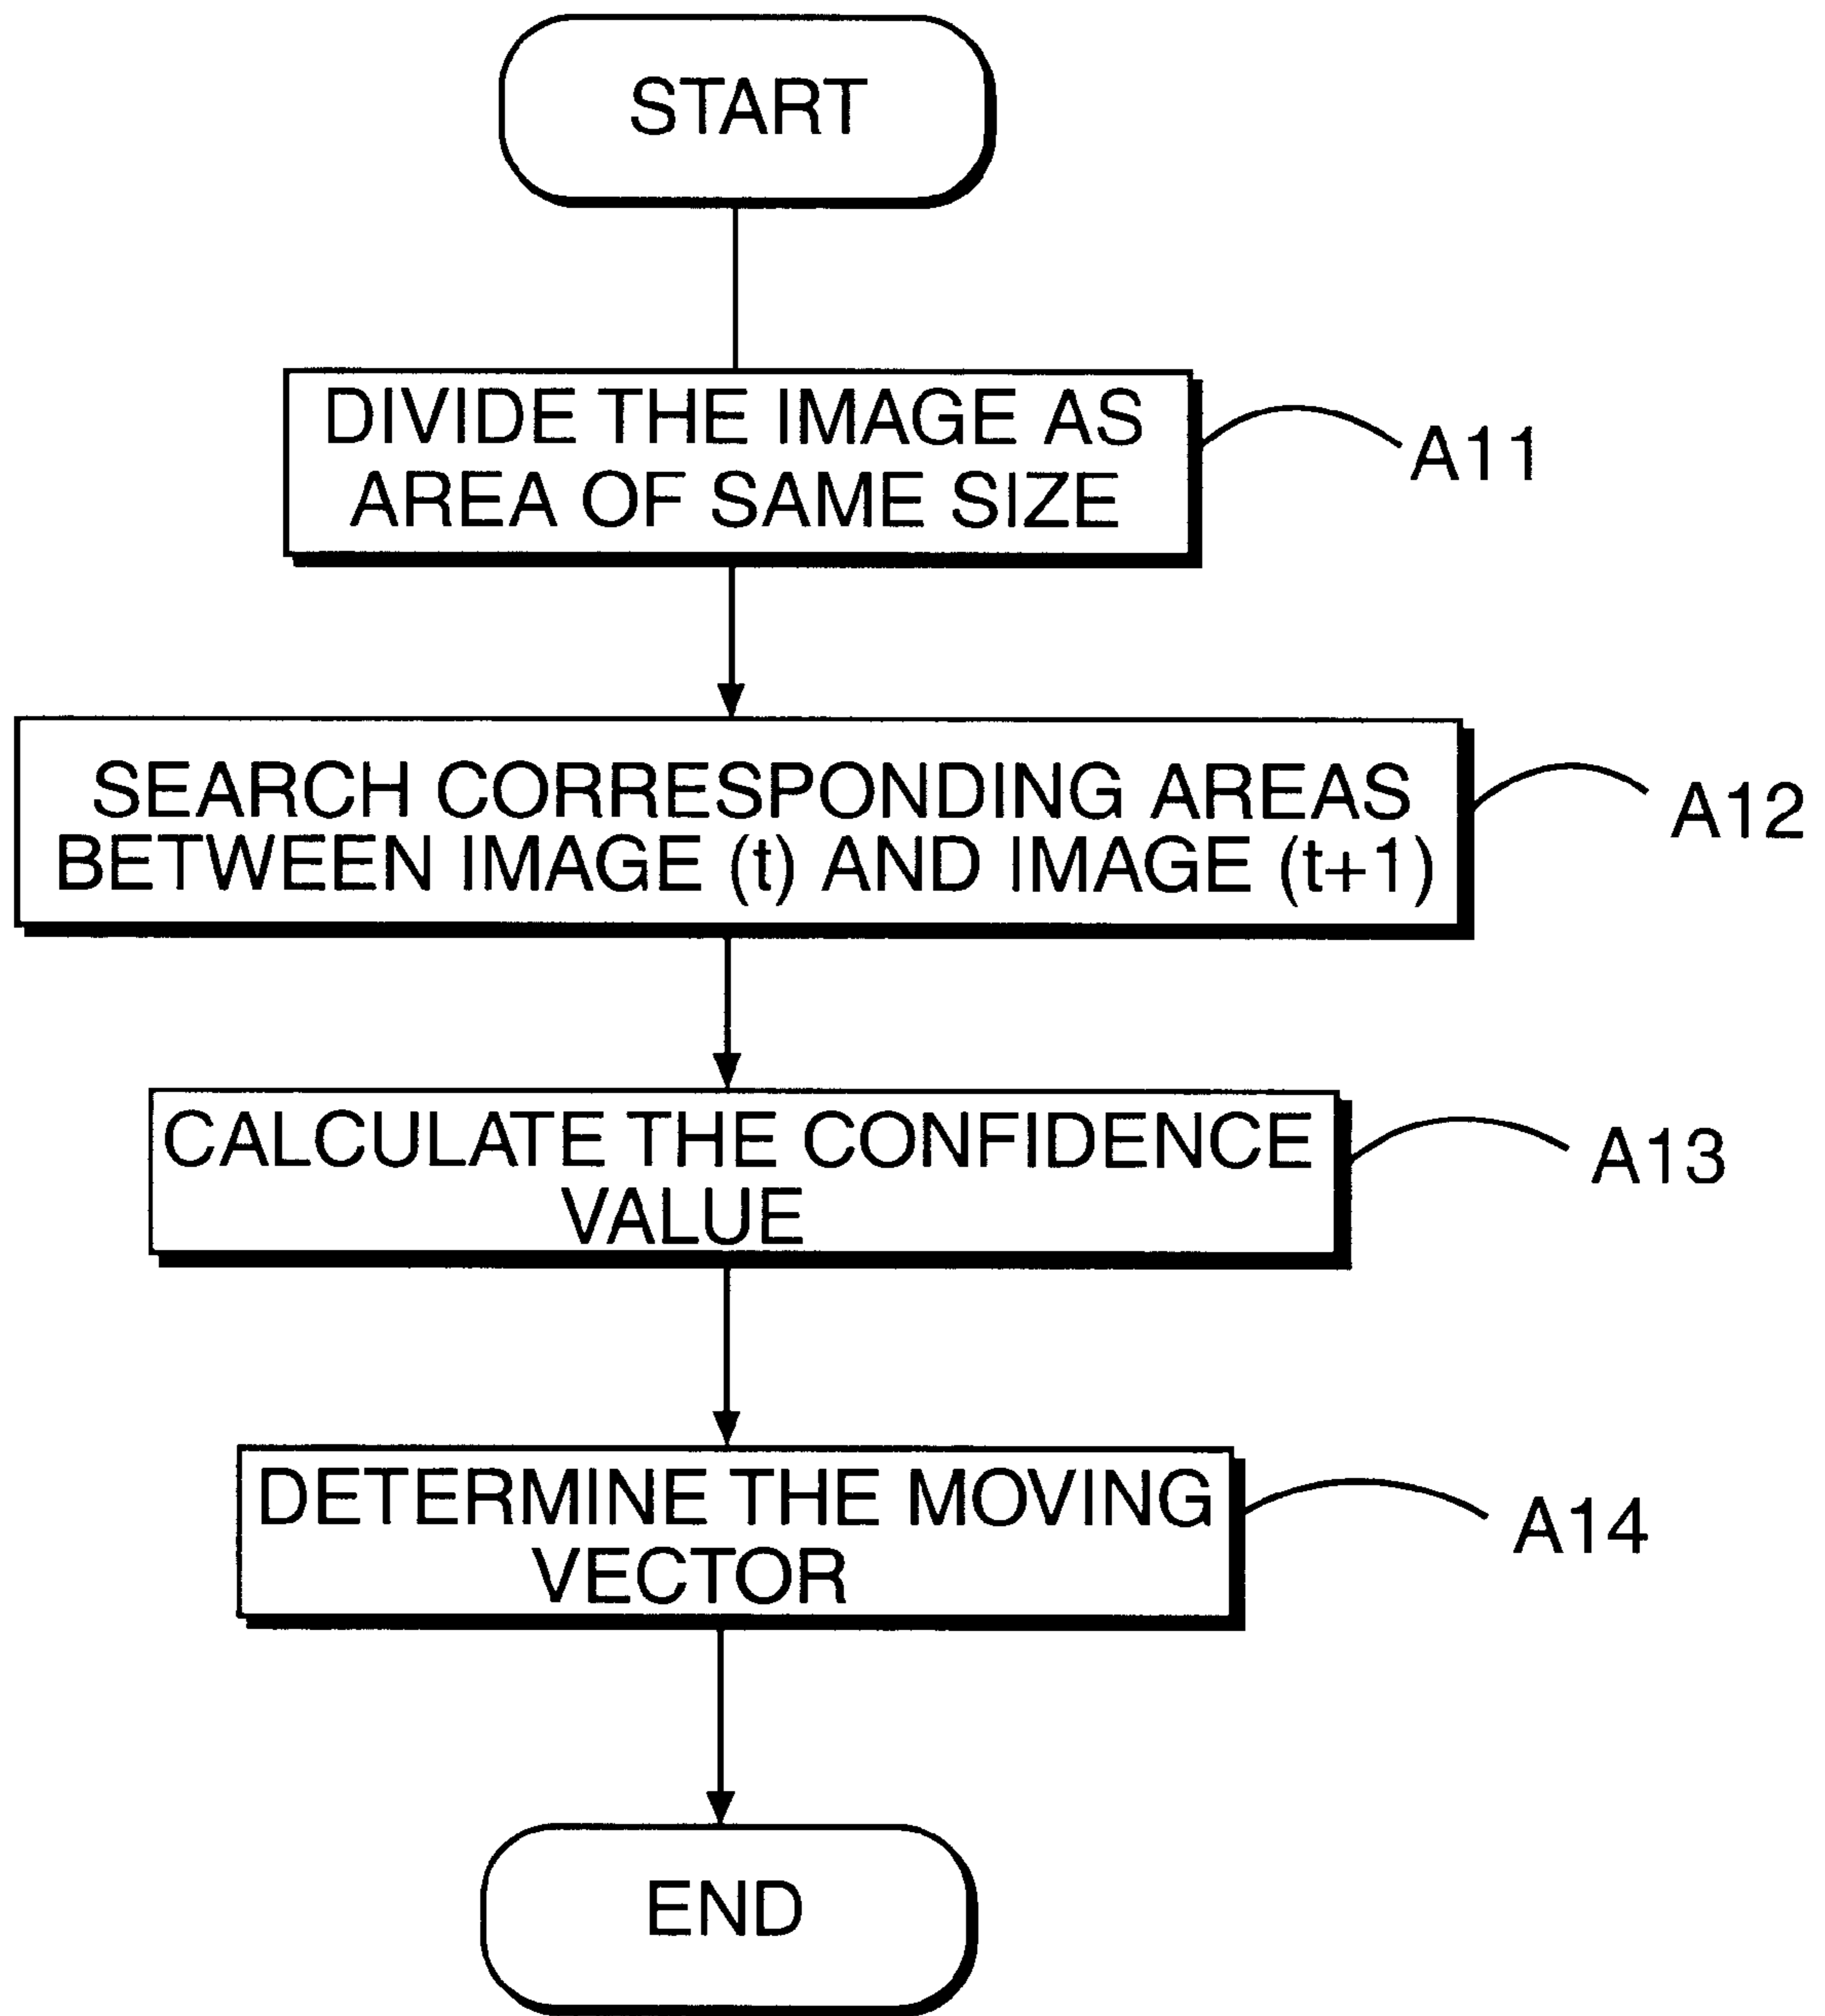 START
DIVIDE THE IMAGE AS
AREA OF SAME SIZE
A11
SEARCH CORRESPONDING AREAS
BETWEEN IMAGE (t) AND IMAGE (t+1)
A12
CALCULATE THE CONFIDENCE
VALUE
A13
DETERMINE THE MOVING
VECTOR
A14
END